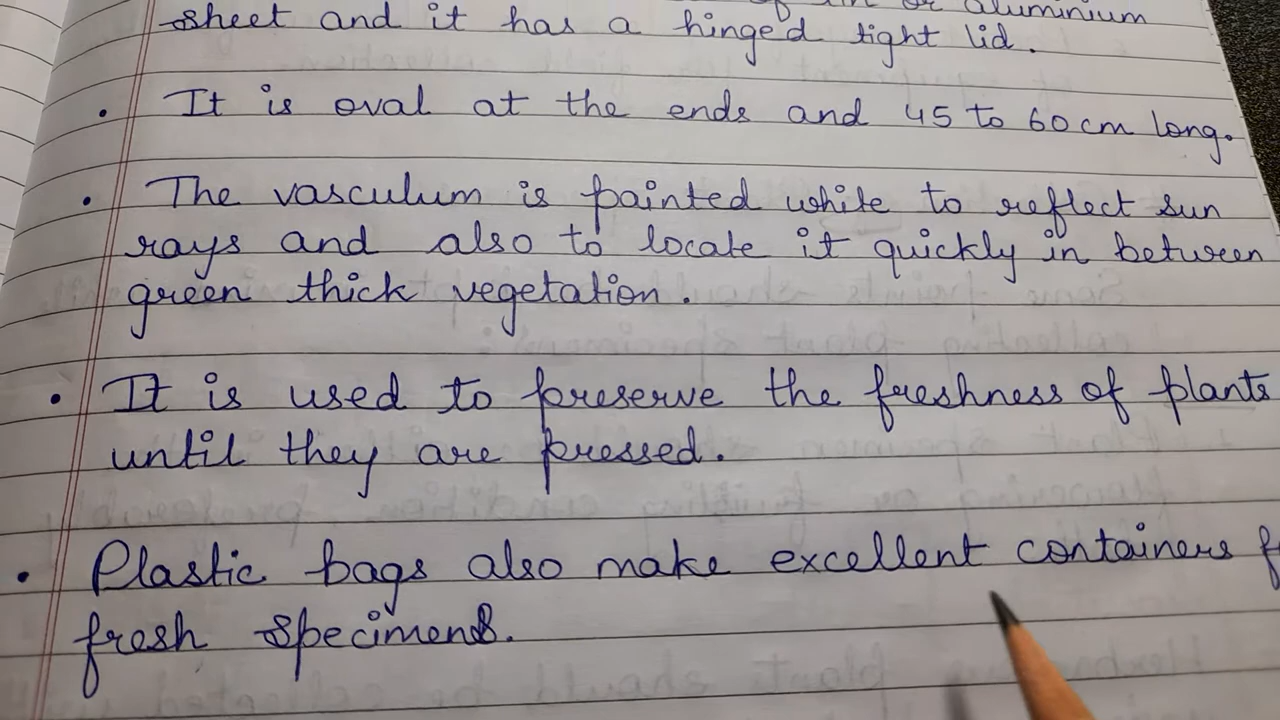 aluminium
sheet and it has a hinged tight lid.
• It is oval at the ends and 45 to 60 cm long.
• The vasculum is painted white to reflect sun
rays and also to locate it quickly in between
green thick vegetation.
• It is used to preserve the freshness of plants
until they are pressed.
• Plastic bags also make excellent containers
fresh specimens.